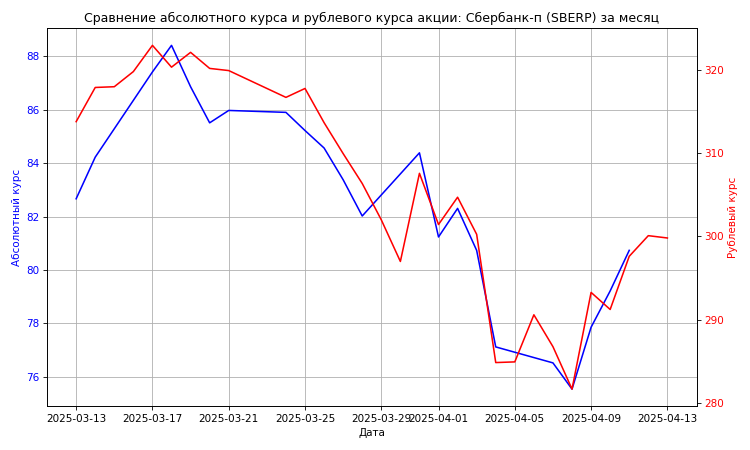 Сравнение абсолютного курса и рублевого курса акции: Сбербанк-п (SBERP) за месяц
88
86
84
82
80
78
76
Абсолютный курс
320
310
300
290
280
Рублевый курс
2025-03-13 2025-03-17 2025-03-21 2025-03-25 2025-03-29 2025-04-01 2025-04-05 2025-04-09 2025-04-13
Дата